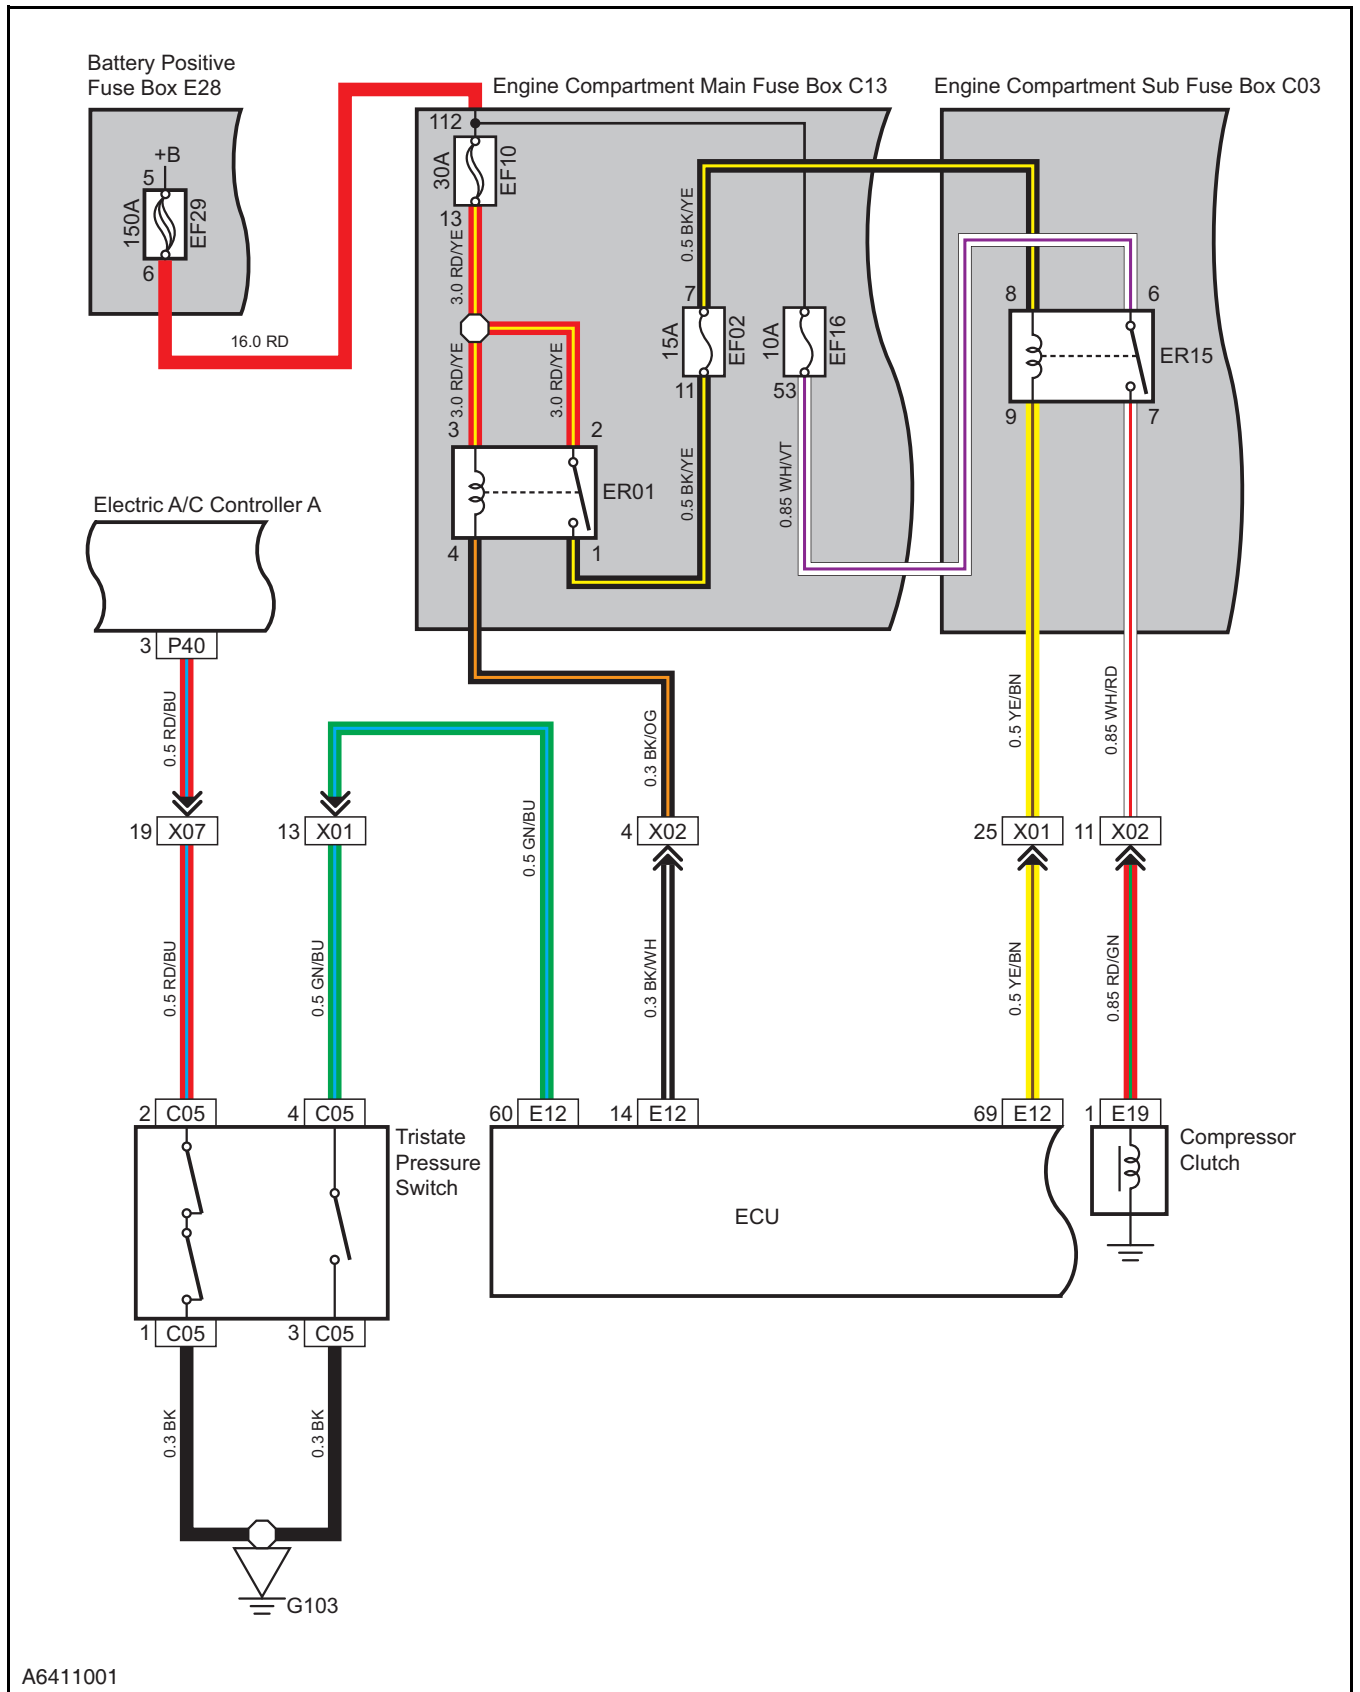 Battery Positive
Fuse Box E28
Engine Compartment Main Fuse Box C13
Engine Compartment Sub Fuse Box C03
+B
5
150A
EF29
6
16.0 RD
112
30A
EF10
13
3.0 RD/YE
3.0 RD/YE
3.0 RD/YE
3
2
ER01
4
1
0.5 BK/YE
7
15A
EF02
11
0.5 BK/YE
10A
EF16
53
0.85 WH/VT
8
6
ER15
9
7
Electric A/C Controller A
3
P40
0.5 RD/BU
19
X07
0.5 RD/BU
13
X01
0.5 GN/BU
0.5 GN/BU
0.3 BK/OG
4
X02
0.3 BK/WH
0.5 YE/BN
25
X01
0.5 YE/BN
0.85 WH/RD
11
X02
0.85 RD/GN
2
C05
4
C05
60
E12
14
E12
69
E12
1
E19
Tristate
Pressure
Switch
ECU
Compressor
Clutch
1
C05
3
C05
0.3 BK
0.3 BK
G103
A6411001